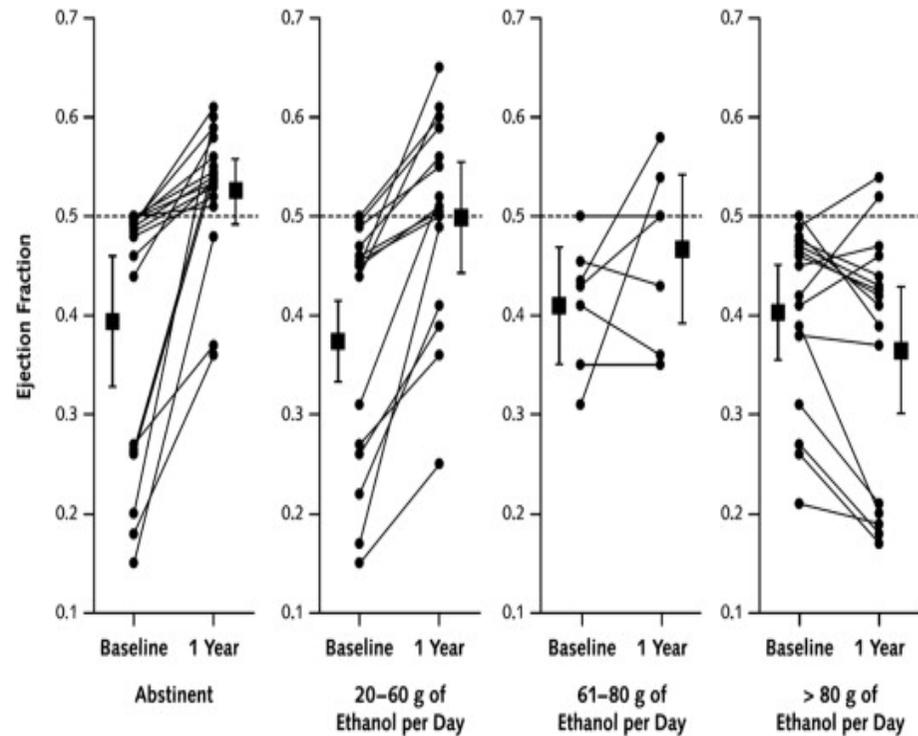 Ejection Fraction
0.7 0.7 0.7 0.7
0.6 0.6 0.6 0.6
0.5 0.5 0.5 0.5
0.4 0.4 0.4 0.4
0.3 0.3 0.3 0.3
0.2 0.2 0.2 0.2
0.1 0.1 0.1 0.1
Baseline 1 Year Baseline 1 Year Baseline 1 Year Baseline 1 Year
Abstinent 20–60 g of 61–80 g of > 80 g of
Ethanol per Day Ethanol per Day Ethanol per Day